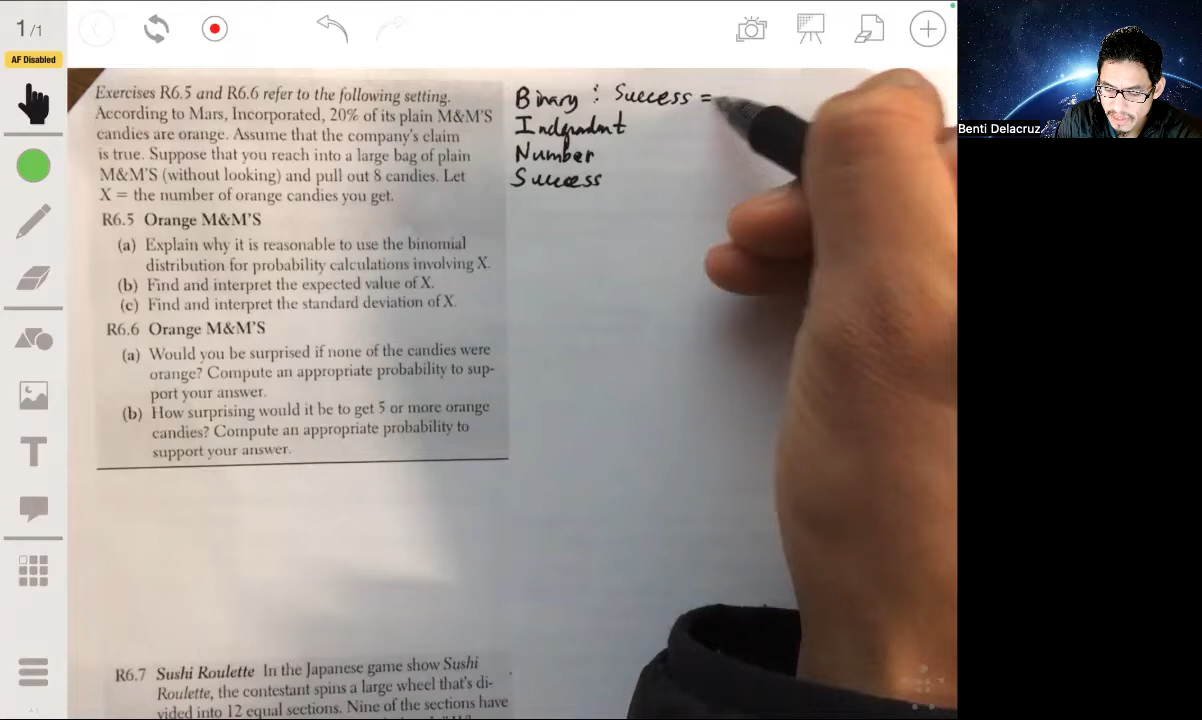 1/1
AF Disabled
Exercises R6.5 and R6.6 refer to the following setting.
According to Mars, Incorporated, 20% of its plain M&M'S
candies are orange. Assume that the company's claim
is true. Suppose that you reach into a large bag of plain
M&M'S (without looking) and pull out 8 candies. Let
X = the number of orange candies you get.
R6.5 Orange M&M'S
(a) Explain why it is reasonable to use the binomial
distribution for probability calculations involving X.
(b) Find and interpret the expected value of X.
(c) Find and interpret the standard deviation of X.
R6.6 Orange M&M'S
(a) Would you be surprised if none of the candies were
orange? Compute an appropriate probability to sup-
port your answer.
(b) How surprising would it be to get 5 or more orange
candies? Compute an appropriate probability to
support your answer.
R6.7 Sushi Roulette In the Japanese game show Sushi
Roulette, the contestant spins a large wheel that's di-
vided into 12 equal sections. Nine of the sections have
Binary : Success =
Indpendnt
Number
Success
Benti Delacruz
T